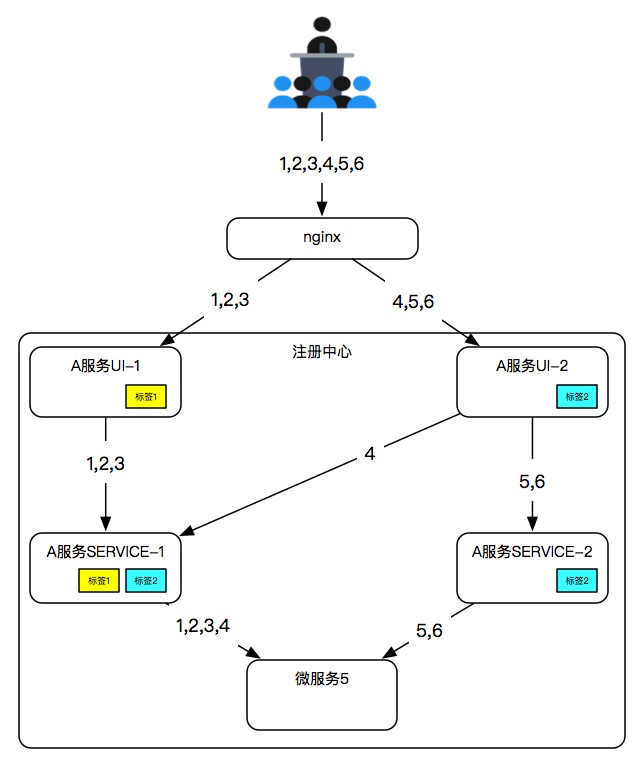 1,2,3,4,5,6
nginx
1,2,3
4,5,6
注册中心
A服务UI-1
标签1
A服务UI-2
标签2
1,2,3
4
5,6
A服务SERVICE-1
标签1
标签2
A服务SERVICE-2
标签2
1,2,3,4
5,6
微服务5